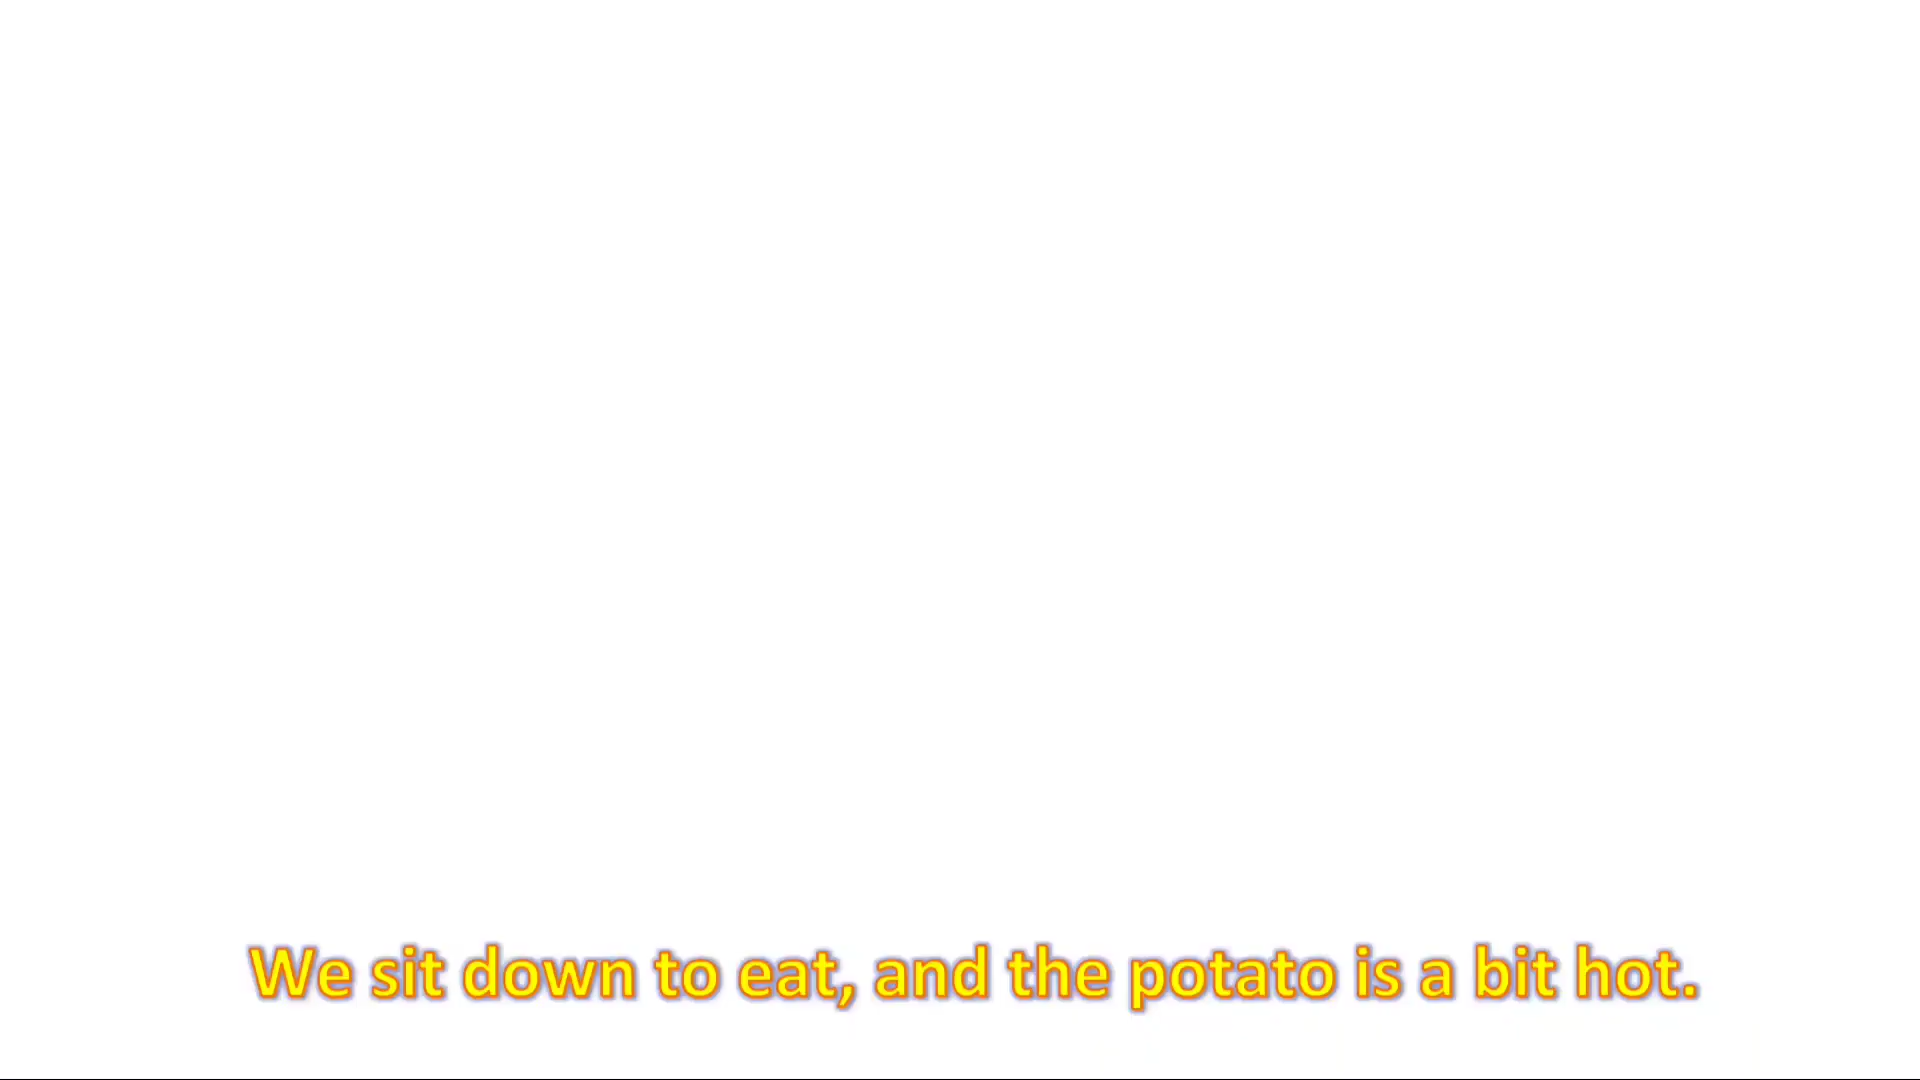 We sit down to eat, and the potato is a bit hot.